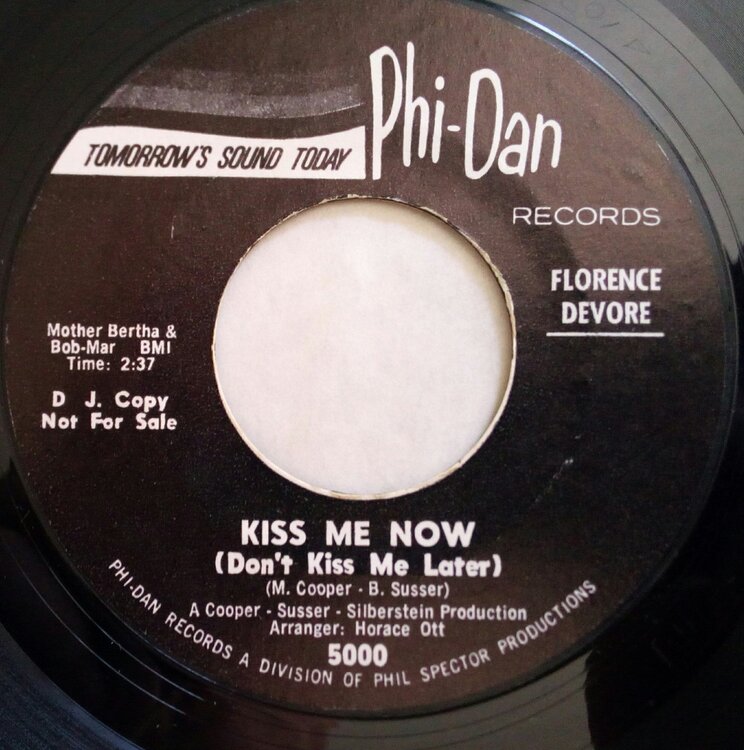 Phi-Dan
TOMORROW'S SOUND TODAY
RECORDS
FLORENCE
DEVORE
Mother Bertha &
Bob-Mar BMI
Time: 2:37
D J. Copy
Not For Sale
KISS ME NOW
(Don't Kiss Me Later)
(M. Cooper - B. Susser)
A Cooper - Susser - Silberstein Production
Arranger: Horace Ott
5000
PHI-DAN RECORDS A DIVISION OF PHIL SPECTOR PRODUCTIONS